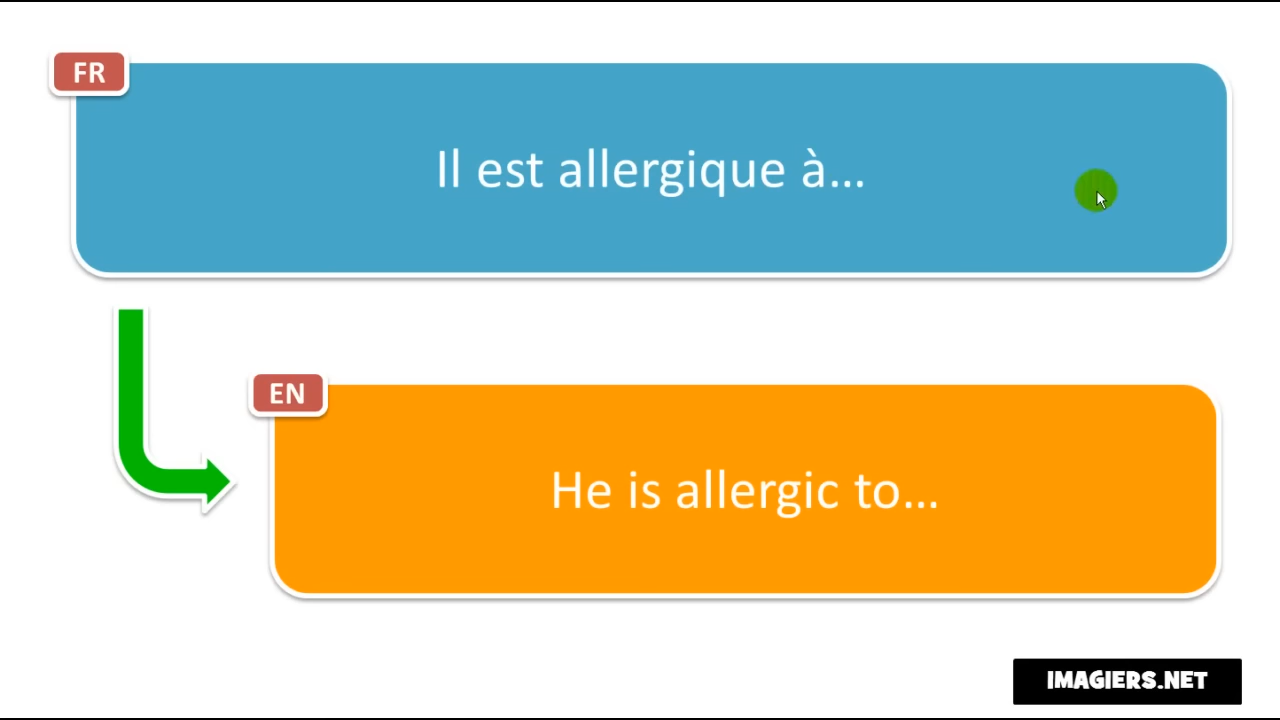 FR
Il est allergique à...
EN
He is allergic to...
IMAGIERS.NET